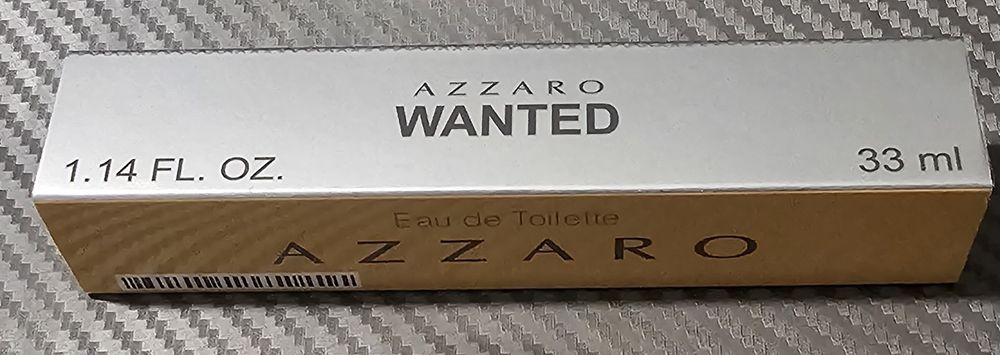 AZZARO
WANTED
1.14 FL. OZ.
33 ml
Eau de Toilette
AZZARO